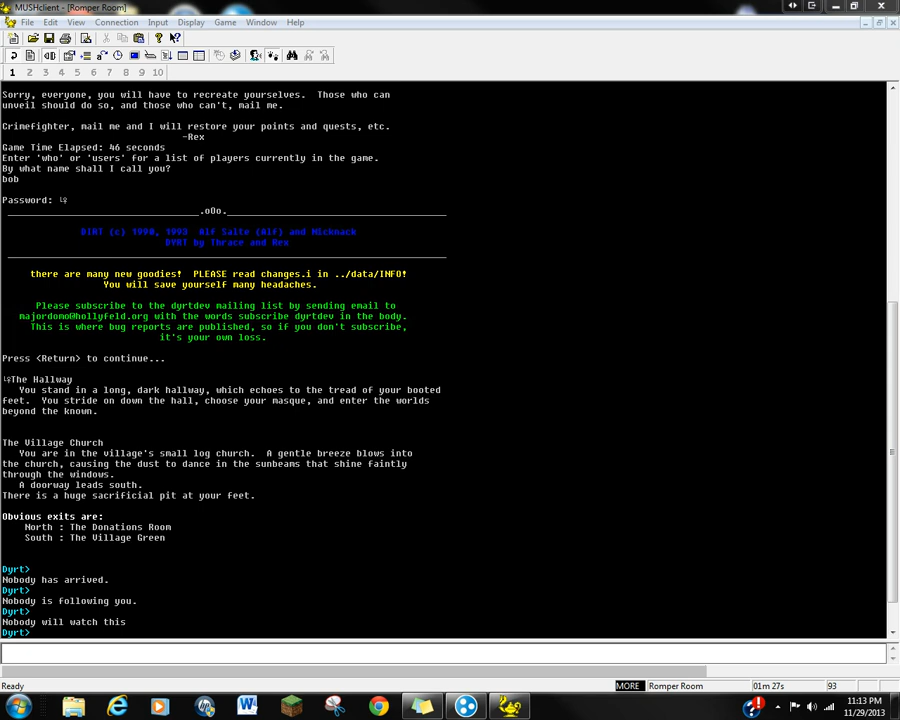 MUSHclient - [Romper Room]
File Edit View Connection Input Display Game Window Help
1 2 3 4 5 6 7 8 9 10
Sorry, everyone, you will have to recreate yourselves.  Those who can
unveil should do so, and those who can't, mail me.
Crimefighter, mail me and I will restore your points and quests, etc.
-Rex
Game Time Elapsed: 46 seconds
Enter 'who' or 'users' for a list of players currently in the game.
By what name shall I call you?
bob
Password:
.oOo.
DIRT (c) 1990, 1993  Alf Salte (Alf) and Nicknack
DYRT by Thrace and Rex
there are many new goodies!  PLEASE read changes.i in ../data/INFO!
You will save yourself many headaches.
Please subscribe to the dyrtdev mailing list by sending email to
majordomo@hollyfeld.org with the words subscribe dyrtdev in the body.
This is where bug reports are published, so if you don't subscribe,
it's your own loss.
Press <Return> to continue...
The Hallway
You stand in a long, dark hallway, which echoes to the tread of your booted
feet.  You stride on down the hall, choose your masque, and enter the worlds
beyond the known.
The Village Church
You are in the village's small log church.  A gentle breeze blows into
the church, causing the dust to dance in the sunbeams that shine faintly
through the windows.
A doorway leads south.
There is a huge sacrificial pit at your feet.
Obvious exits are:
North : The Donations Room
South : The Village Green
Dyrt>
Nobody has arrived.
Dyrt>
Nobody is following you.
Dyrt>
Nobody will watch this
Dyrt>
Ready MORE Romper Room 01m 27s 93
11:13 PM
11/29/2013